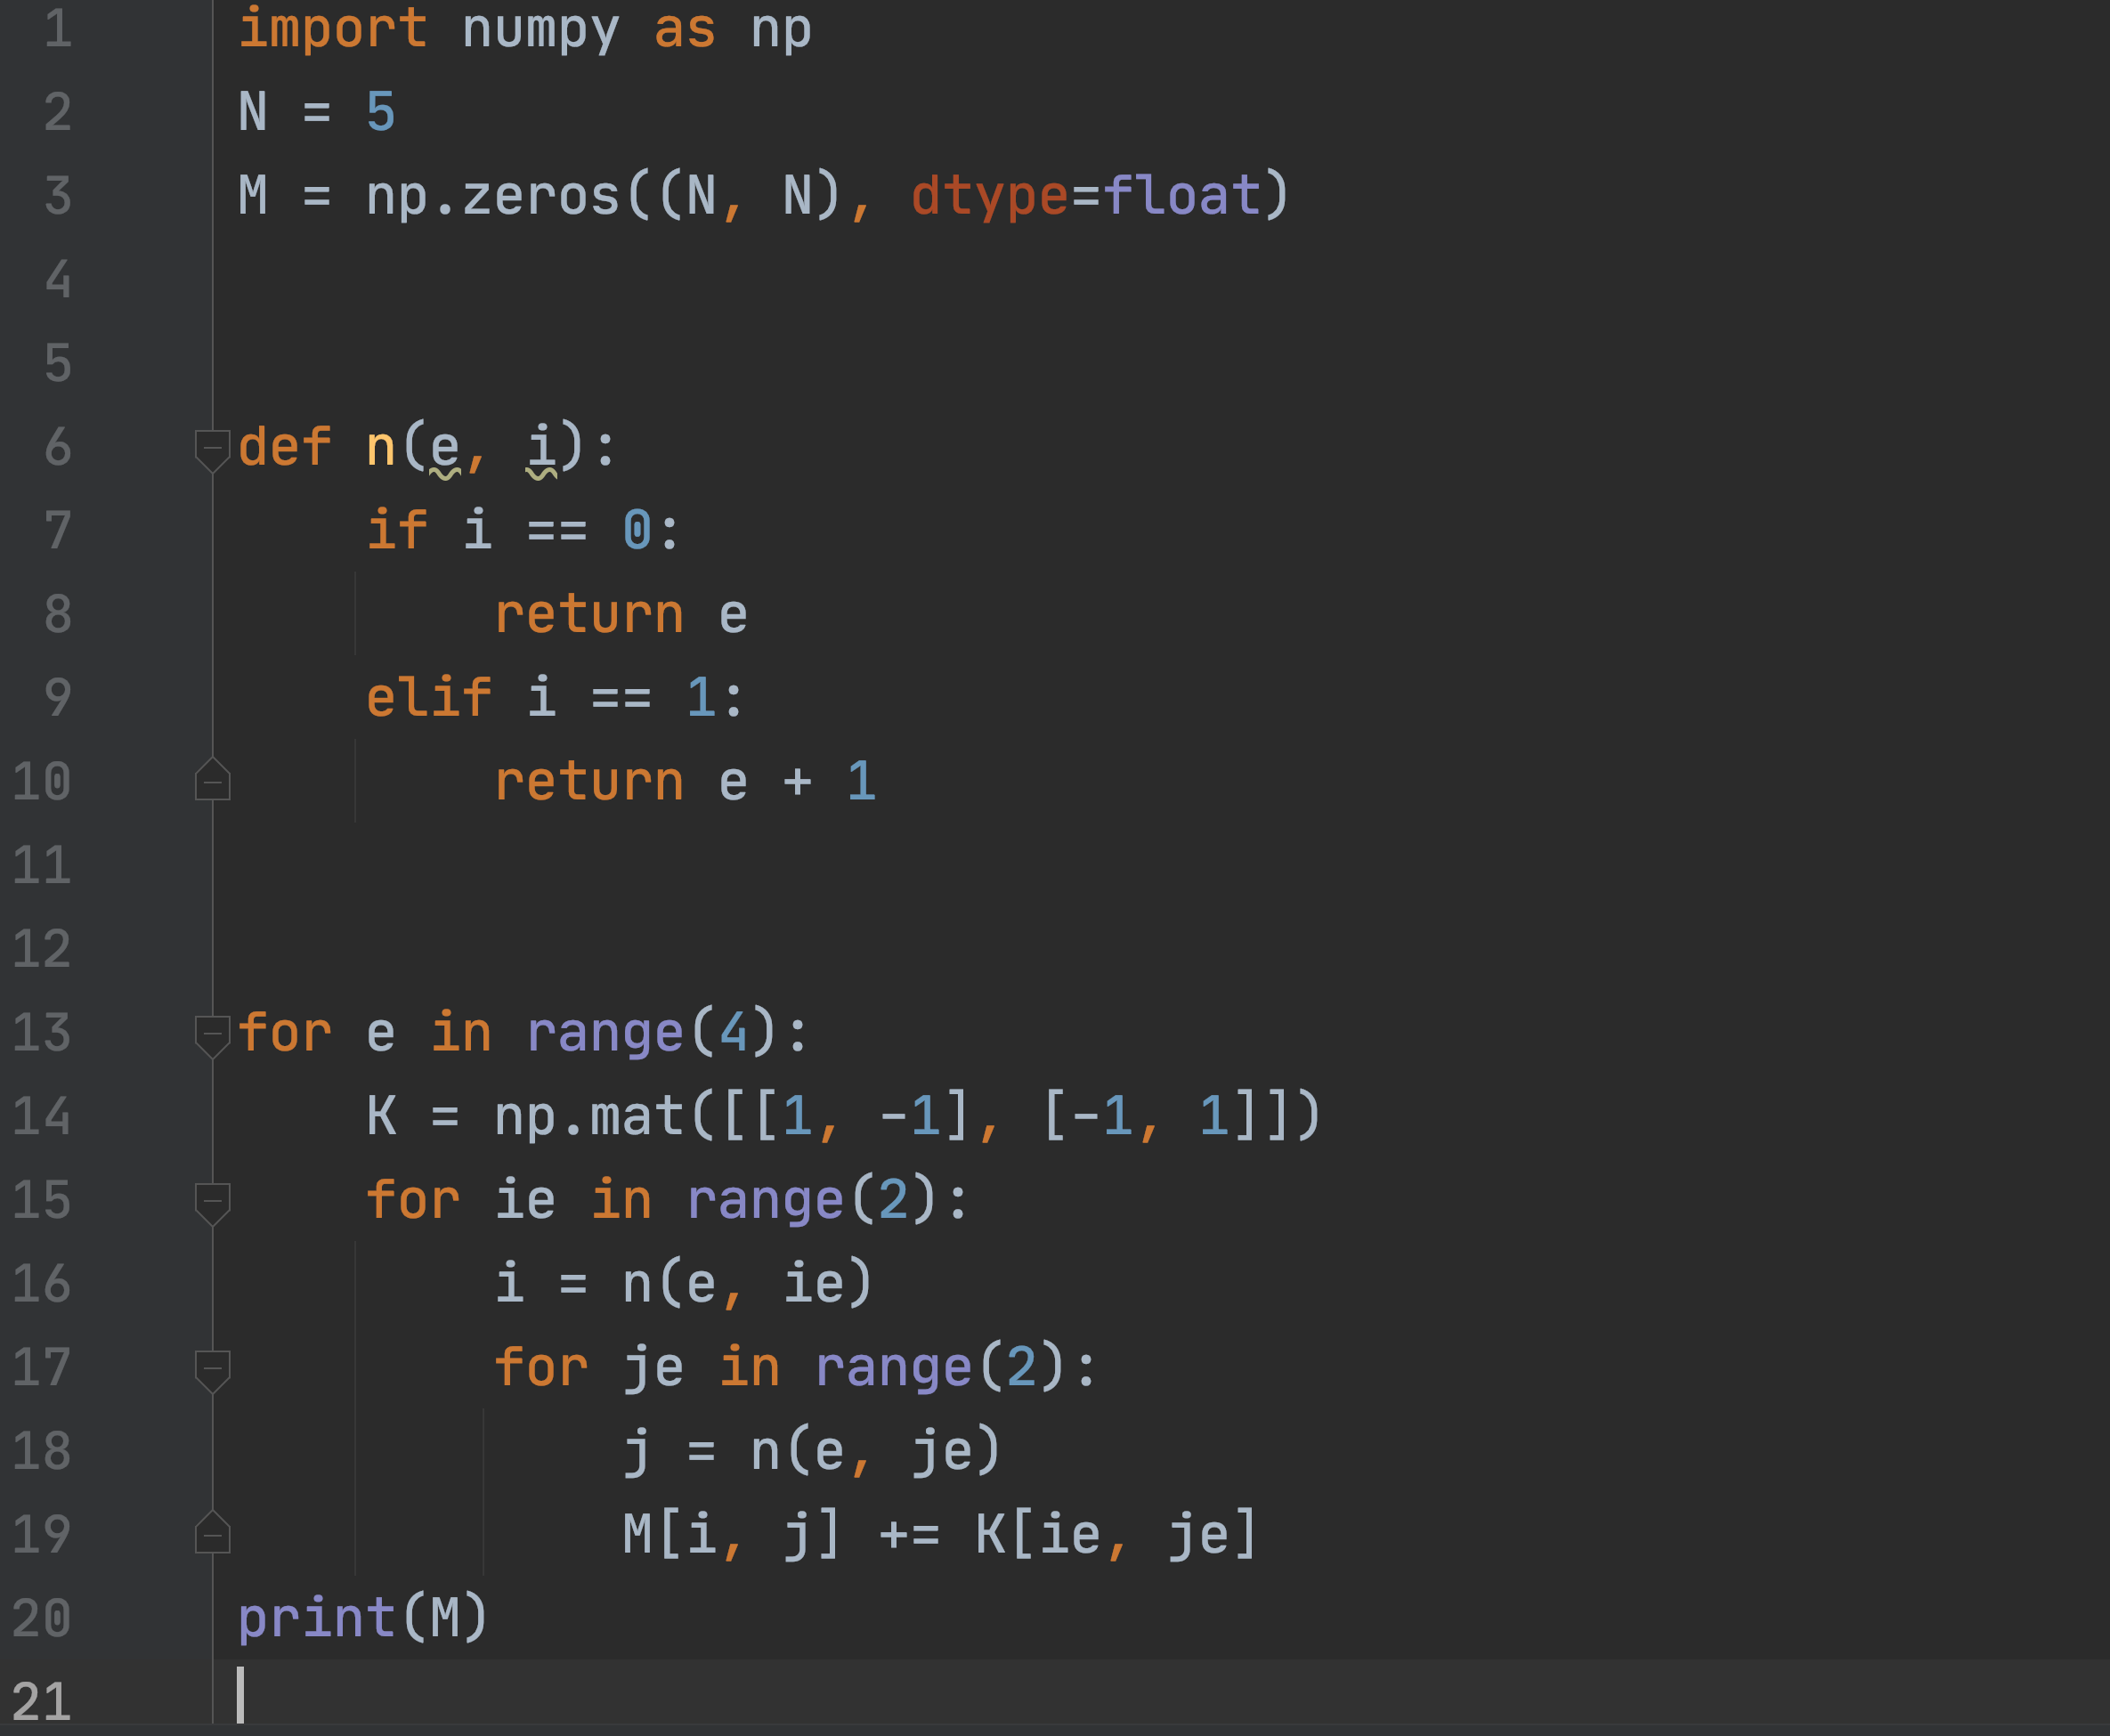 1 import numpy as np
2 N = 5
3 M = np.zeros((N, N), dtype=float)
4
5
6 def n(e, i):
7     if i == 0:
8         return e
9     elif i == 1:
10         return e + 1
11
12
13 for e in range(4):
14     K = np.mat([[1, -1], [-1, 1]])
15     for ie in range(2):
16         i = n(e, ie)
17         for je in range(2):
18             j = n(e, je)
19             M[i, j] += K[ie, je]
20 print(M)
21